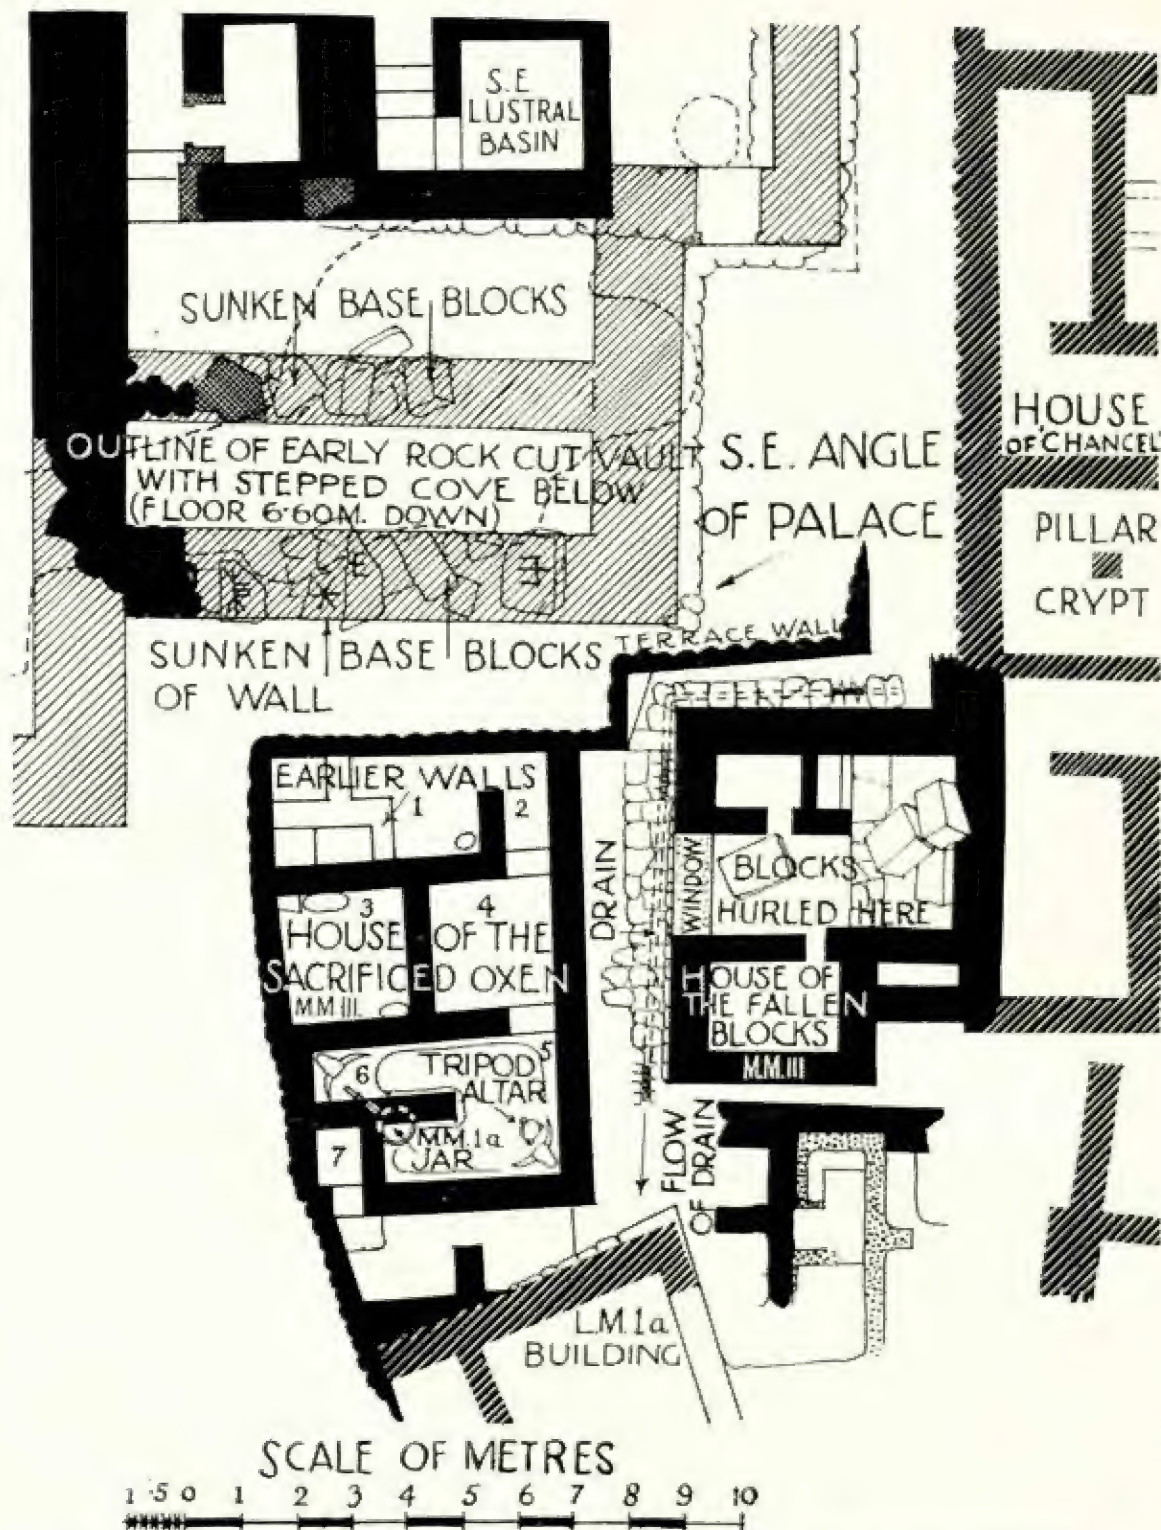 S.E.
LUSTRAL
BASIN
SUNKEN BASE BLOCKS
HOUSE
OF CHANCEL
OUTLINE OF EARLY ROCK CUT VAULT
WITH STEPPED COVE BELOW
(FLOOR 6·60M. DOWN)
S.E. ANGLE
OF PALACE
PILLAR
CRYPT
SUNKEN BASE BLOCKS
OF WALL
TERRACE WALL
EARLIER WALLS
1
2
DRAIN
WINDOW
BLOCKS
HURLED HERE
3
4
HOUSE OF THE
SACRIFICED OXEN
M.M III.
HOUSE OF
THE FALLEN
BLOCKS
M.M.III
5
6
TRIPOD
ALTAR
MM.1a
JAR
7
FLOW
OF DRAIN
L.M.1a
BUILDING
SCALE OF METRES
1 ·5 0 1 2 3 4 5 6 7 8 9 10